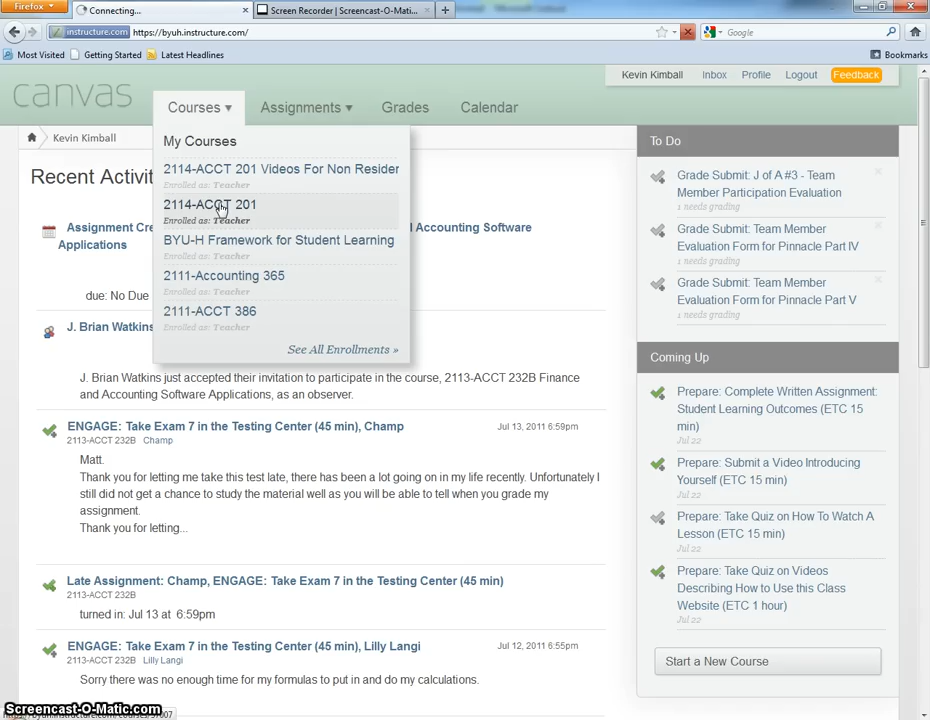 Firefox
Connecting...
Screen Recorder | Screencast-O-Mati...
instructure.com
https://byuh.instructure.com/
Google
Most Visited
Getting Started
Latest Headlines
Bookmarks
canvas
Kevin Kimball
Inbox
Profile
Logout
Feedback
Courses
Assignments
Grades
Calendar
Kevin Kimball
My Courses
2114-ACCT 201 Videos For Non Resider
Enrolled as: Teacher
2114-ACCT 201
Enrolled as: Teacher
BYU-H Framework for Student Learning
Enrolled as: Teacher
2111-Accounting 365
Enrolled as: Teacher
2111-ACCT 386
Enrolled as: Teacher
See All Enrollments »
Recent Activit
Assignment Cre
Accounting Software
Applications
due: No Due
J. Brian Watkins
J. Brian Watkins just accepted their invitation to participate in the course, 2113-ACCT 232B Finance
and Accounting Software Applications, as an observer.
ENGAGE: Take Exam 7 in the Testing Center (45 min), Champ
Jul 13, 2011 6:59pm
2113-ACCT 232B Champ
Matt.
Thank you for letting me take this test late, there has been a lot going on in my life recently. Unfortunately I
still did not get a chance to study the material well as you will be able to tell when you grade my
assignment.
Thank you for letting...
Late Assignment: Champ, ENGAGE: Take Exam 7 in the Testing Center (45 min)
2113-ACCT 232B
turned in: Jul 13 at 6:59pm
ENGAGE: Take Exam 7 in the Testing Center (45 min), Lilly Langi
Jul 12, 2011 6:55pm
2113-ACCT 232B Lilly Langi
Sorry there was no enough time for my formulas to put in and do my calculations.
To Do
Grade Submit: J of A #3 - Team
Member Participation Evaluation
1 needs grading
Grade Submit: Team Member
Evaluation Form for Pinnacle Part IV
1 needs grading
Grade Submit: Team Member
Evaluation Form for Pinnacle Part V
1 needs grading
Coming Up
Prepare: Complete Written Assignment:
Student Learning Outcomes (ETC 15
min)
Jul 22
Prepare: Submit a Video Introducing
Yourself (ETC 15 min)
Jul 22
Prepare: Take Quiz on How To Watch A
Lesson (ETC 15 min)
Jul 22
Prepare: Take Quiz on Videos
Describing How to Use this Class
Website (ETC 1 hour)
Jul 22
Start a New Course
Screencast-O-Matic.com